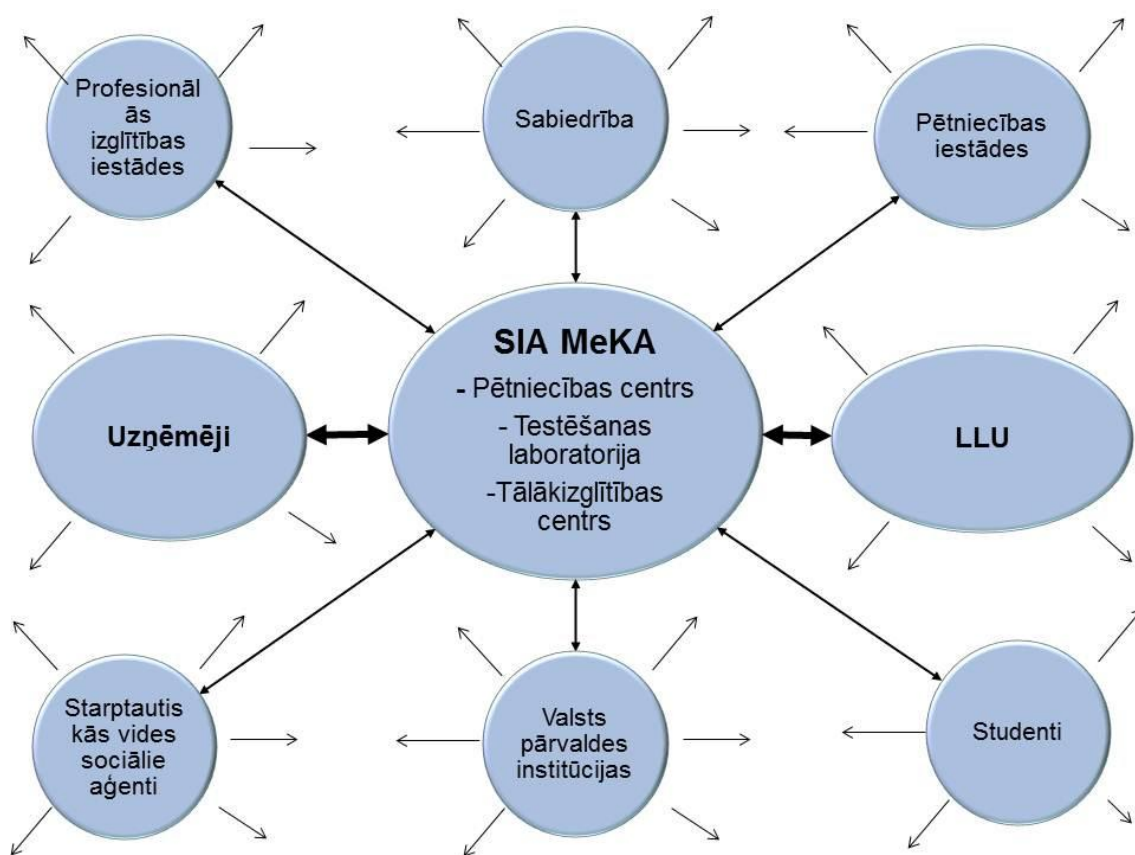 Profesionāl
ās
izglītības
iestādes
Sabiedrība
Pētniecības
iestādes
SIA MeKA
- Pētniecības centrs
- Testēšanas
laboratorija
-Tālākizglītības
centrs
Uzņēmēji
LLU
Starptautis
kās vides
sociālie
aģenti
Valsts
pārvaldes
institūcijas
Studenti